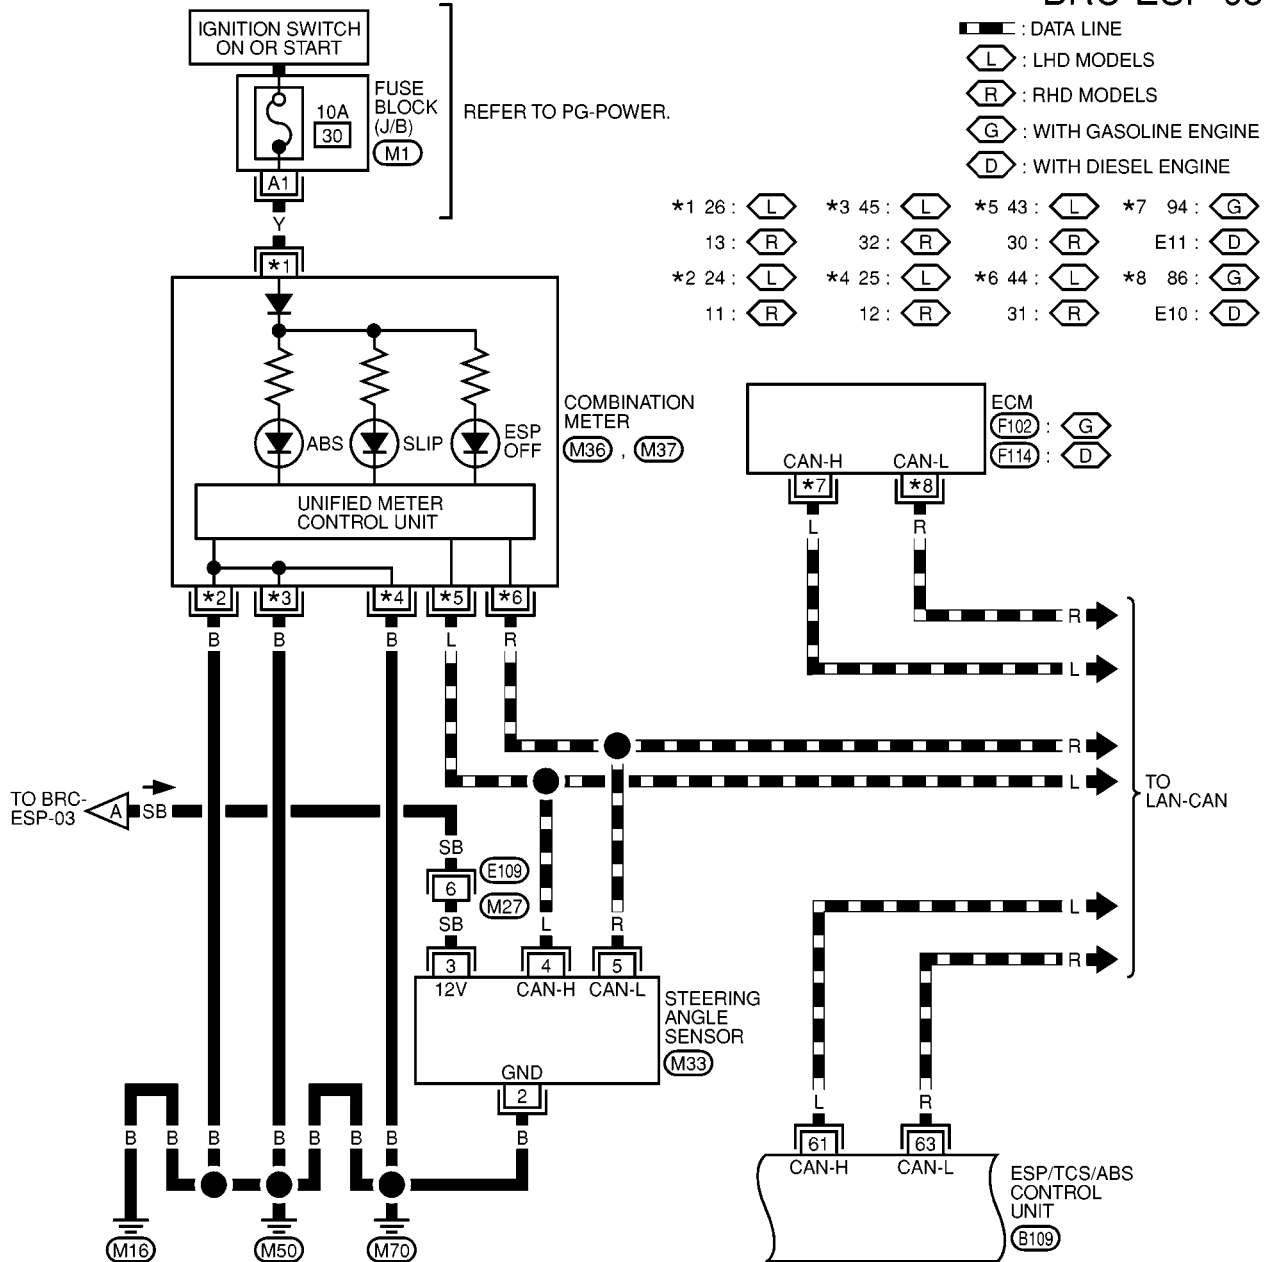 BRC-ESP-03
: DATA LINE
L : LHD MODELS
R : RHD MODELS
G : WITH GASOLINE ENGINE
D : WITH DIESEL ENGINE
IGNITION SWITCH
ON OR START
FUSE
BLOCK
(J/B)
M1
10A
30
REFER TO PG-POWER.
A1
Y
*1
*1 26 : L *3 45 : L *5 43 : L *7 94 : G
13 : R 32 : R 30 : R E11 : D
*2 24 : L *4 25 : L *6 44 : L *8 86 : G
11 : R 12 : R 31 : R E10 : D
ABS
SLIP
ESP
OFF
COMBINATION
METER
M36 , M37
UNIFIED METER
CONTROL UNIT
*2 *3 *4 *5 *6
B B B L R
ECM
F102 : G
F114 : D
CAN-H CAN-L
*7 *8
L R
R
L
R
L
TO
LAN-CAN
L
R
TO BRC-
ESP-03
A
SB
SB
6
E109
M27
SB L R
3 4 5
12V CAN-H CAN-L
STEERING
ANGLE
SENSOR
M33
GND
2
B B B B B B B
M16 M50 M70
L R
61 63
CAN-H CAN-L
ESP/TCS/ABS
CONTROL
UNIT
B109